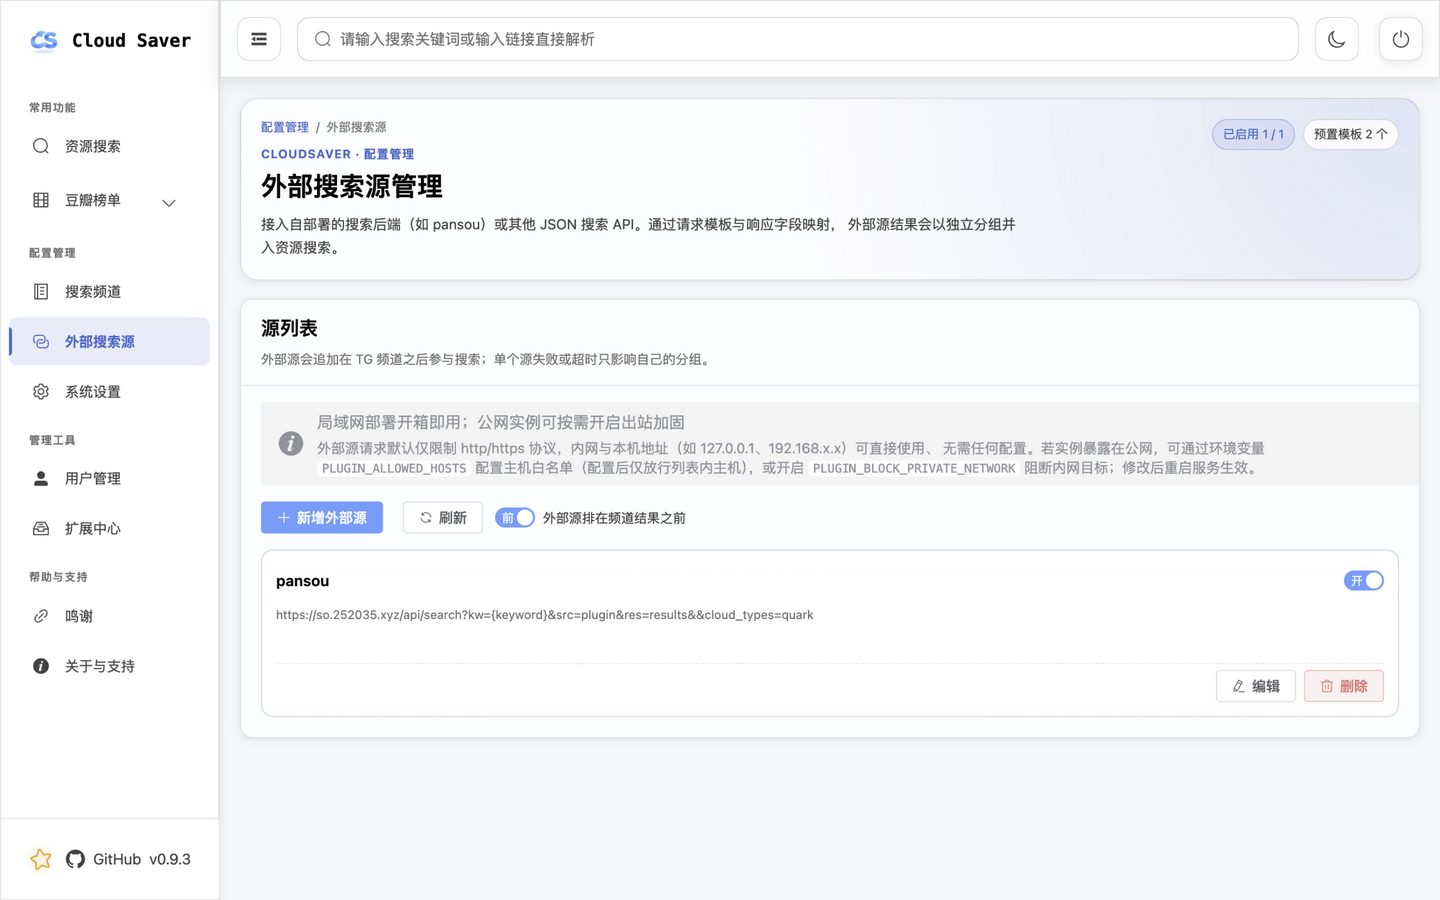 Cloud Saver
常用功能
资源搜索
豆瓣榜单
配置管理
搜索频道
外部搜索源
系统设置
管理工具
用户管理
扩展中心
帮助与支持
鸣谢
关于与支持
GitHub v0.9.3
请输入搜索关键词或输入链接直接解析
配置管理 / 外部搜索源
CLOUDSAVER · 配置管理
外部搜索源管理
接入自部署的搜索后端（如 pansou）或其他 JSON 搜索 API。通过请求模板与响应字段映射， 外部源结果会以独立分组并
入资源搜索。
已启用 1 / 1
预置模板 2 个
源列表
外部源会追加在 TG 频道之后参与搜索；单个源失败或超时只影响自己的分组。
局域网部署开箱即用；公网实例可按需开启出站加固
外部源请求默认仅限制 http/https 协议，内网与本机地址（如 127.0.0.1、192.168.x.x）可直接使用、 无需任何配置。若实例暴露在公网，可通过环境变量
PLUGIN_ALLOWED_HOSTS 配置主机白名单（配置后仅放行列表内主机），或开启 PLUGIN_BLOCK_PRIVATE_NETWORK 阻断内网目标；修改后重启服务生效。
新增外部源
刷新
前
外部源排在频道结果之前
pansou
开
https://so.252035.xyz/api/search?kw={keyword}&src=plugin&res=results&&cloud_types=quark
编辑
删除